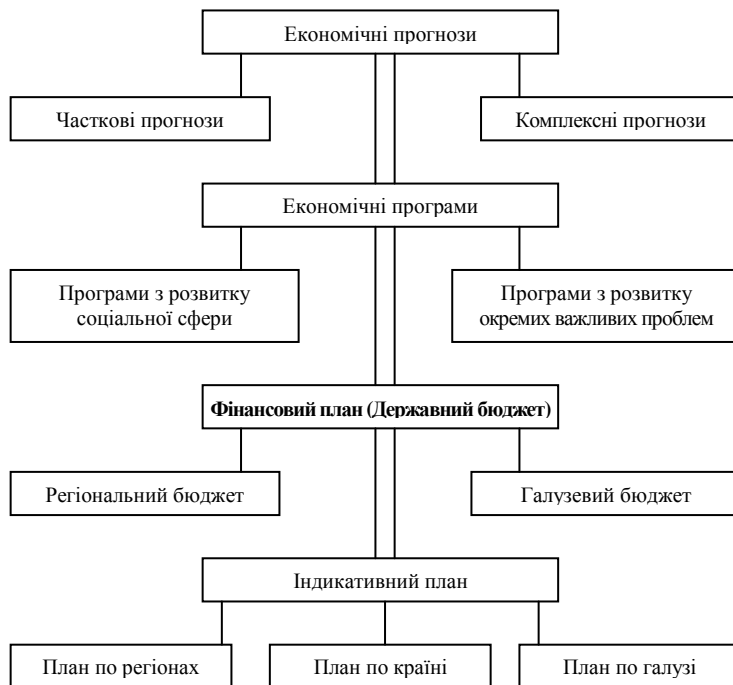 Економічні прогнози
Часткові прогнози
Комплексні прогнози
Економічні програми
Програми з розвитку
соціальної сфери
Програми з розвитку
окремих важливих проблем
Фінансовий план (Державний бюджет)
Регіональний бюджет
Галузевий бюджет
Індикативний план
План по регіонах
План по країні
План по галузі